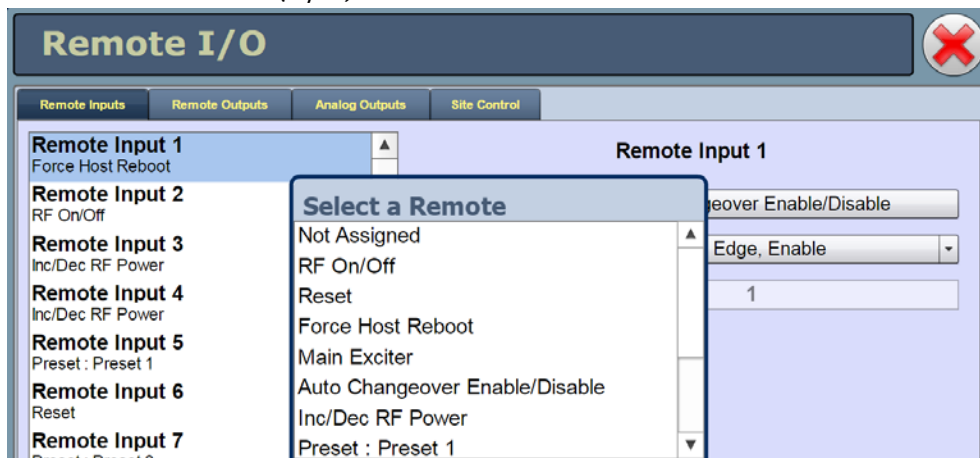 Remote I/O
Remote Inputs Remote Outputs Analog Outputs Site Control
Remote Input 1
Force Host Reboot
Remote Input 2
RF On/Off
Remote Input 3
Inc/Dec RF Power
Remote Input 4
Inc/Dec RF Power
Remote Input 5
Preset : Preset 1
Remote Input 6
Reset
Remote Input 7
Remote Input 1
geover Enable/Disable
Edge, Enable
1
Select a Remote
Not Assigned
RF On/Off
Reset
Force Host Reboot
Main Exciter
Auto Changeover Enable/Disable
Inc/Dec RF Power
Preset : Preset 1